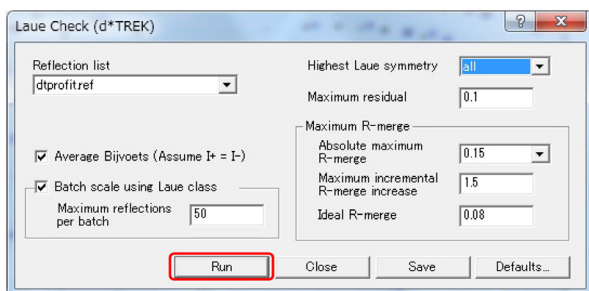 Laue Check (d*TREK)
Reflection list
dtprofit.ref
Highest Laue symmetry
all
Maximum residual
0.1
Average Bijvoets (Assume I+ = I-)
Batch scale using Laue class
Maximum reflections
per batch
50
Maximum R-merge
Absolute maximum
R-merge
0.15
Maximum incremental
R-merge increase
1.5
Ideal R-merge
0.08
Run
Close
Save
Defaults...